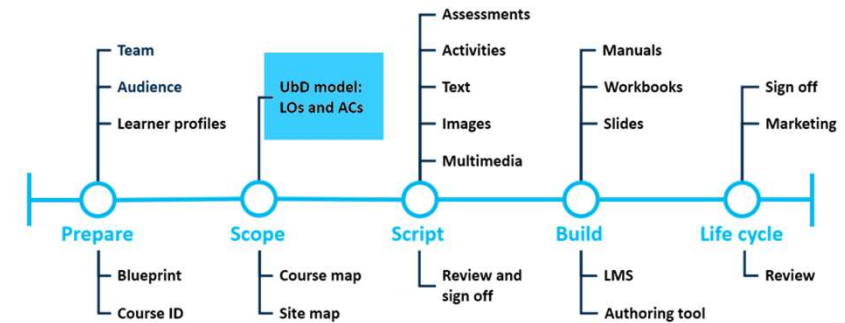 Assessments
Team
Activities
Manuals
Audience
UbD model:
LOs and ACs
Text
Workbooks
Sign off
Learner profiles
Images
Slides
Marketing
Multimedia
Prepare
Scope
Script
Build
Life cycle
Blueprint
Course map
Review and
sign off
LMS
Review
Course ID
Site map
Authoring tool